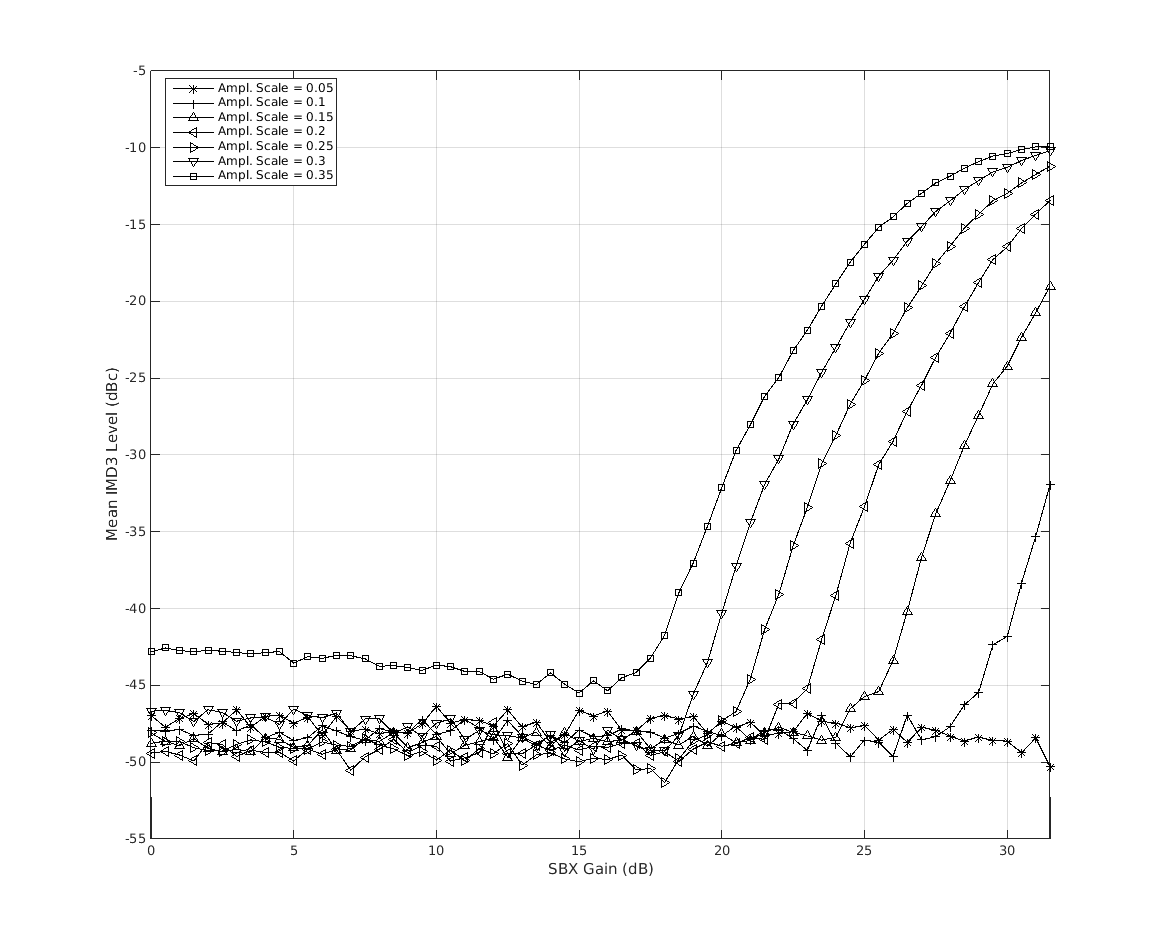 -5
-10
-15
-20
-25
-30
-35
-40
-45
-50
-55
Mean IMD3 Level (dBc)
Ampl. Scale = 0.05
Ampl. Scale = 0.1
Ampl. Scale = 0.15
Ampl. Scale = 0.2
Ampl. Scale = 0.25
Ampl. Scale = 0.3
Ampl. Scale = 0.35
0 5 10 15 20 25 30
SBX Gain (dB)